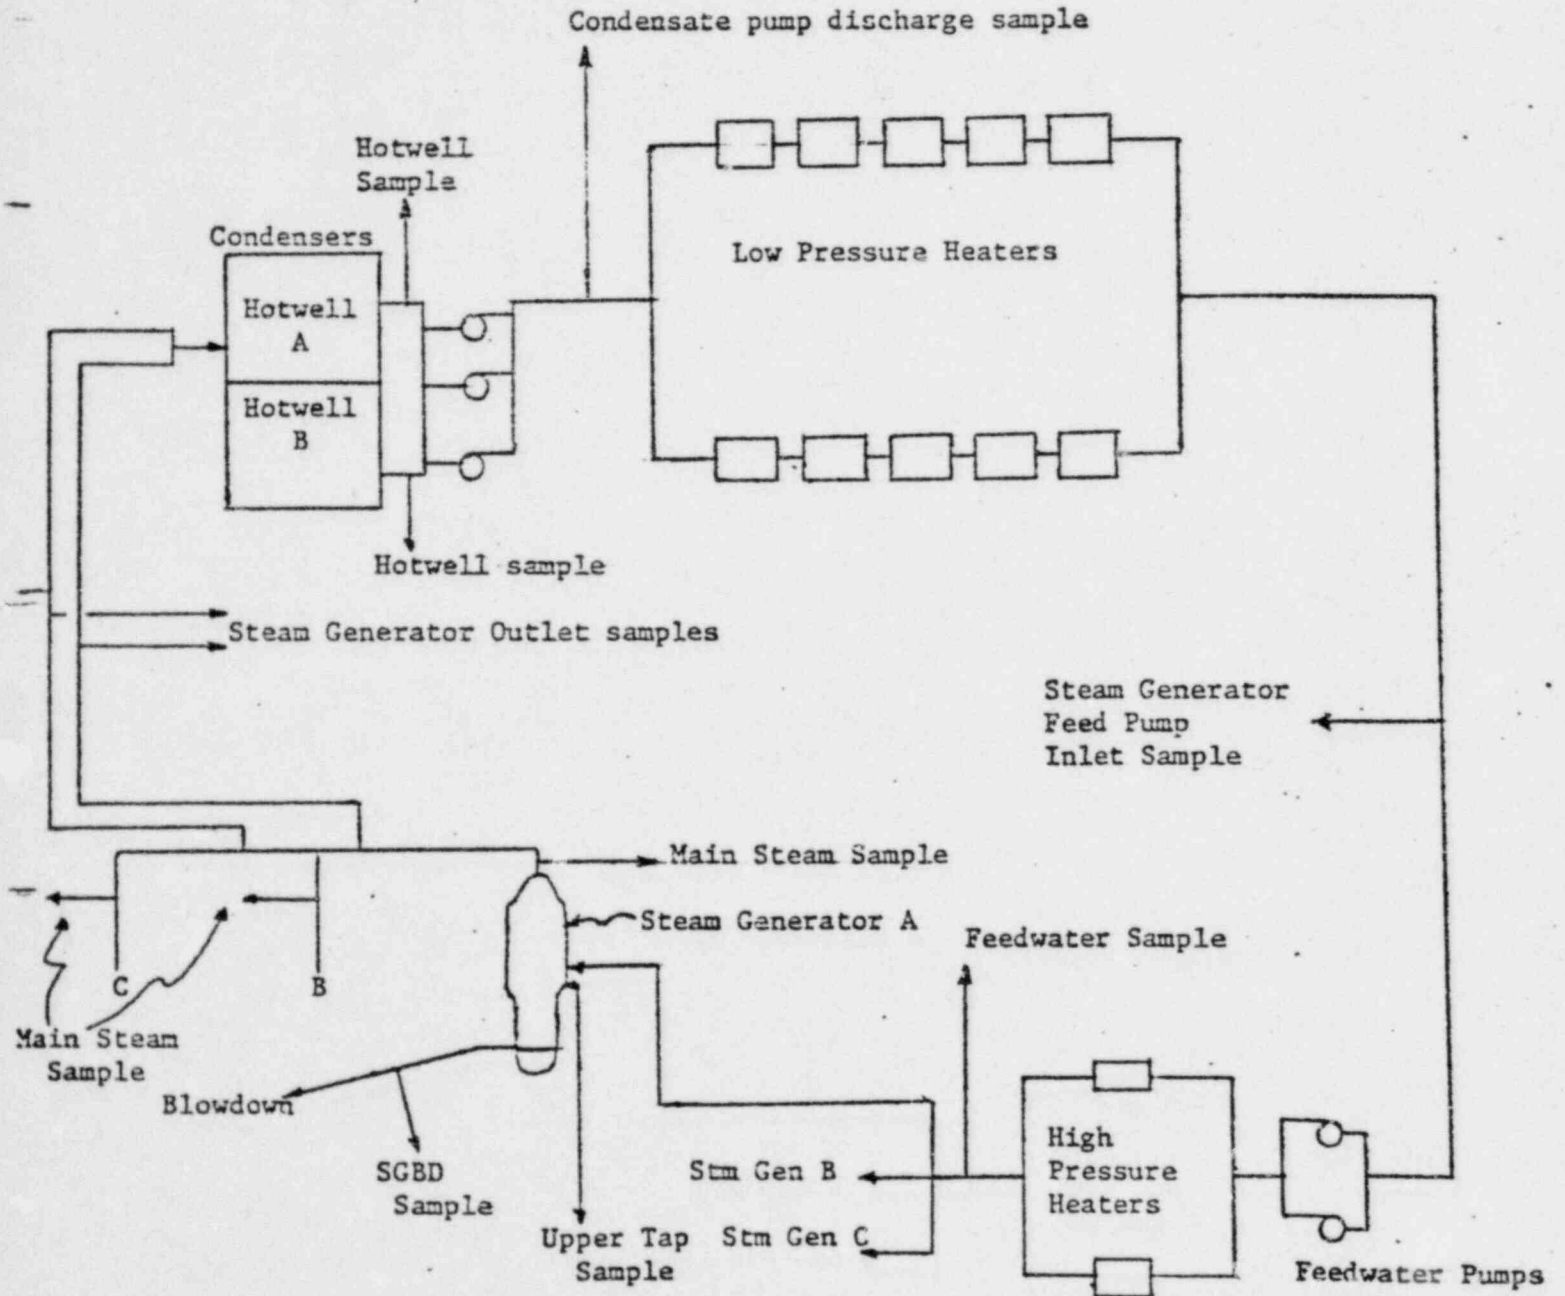 Condensate pump discharge sample
Hotwell
Sample
Condensers
Hotwell
A
Hotwell
B
Low Pressure Heaters
Hotwell sample
Steam Generator Outlet samples
Steam Generator
Feed Pump
Inlet Sample
Main Steam Sample
Steam Generator A
Feedwater Sample
C
B
Main Steam
Sample
Blowdown
SGBD
Sample
Upper Tap
Sample
Stm Gen B
Stm Gen C
High
Pressure
Heaters
Feedwater Pumps